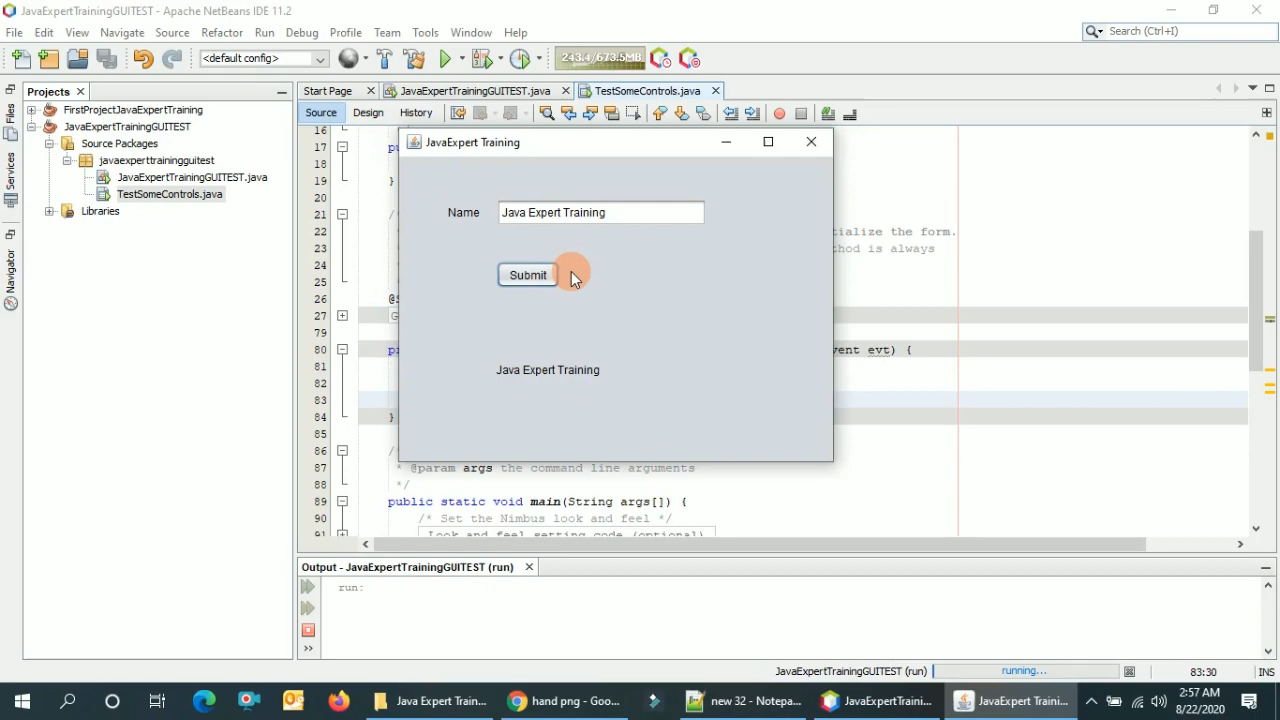 JavaExpertTrainingGUITEST - Apache NetBeans IDE 11.2
File Edit View Navigate Source Refactor Run Debug Profile Team Tools Window Help
Search (Ctrl+I)
<default config>
243.4/673.5MB
Projects
Start Page
JavaExpertTrainingGUITEST.java
TestSomeControls.java
Files
Services
Navigator
FirstProjectJavaExpertTraining
JavaExpertTrainingGUITEST
Source Packages
javaexperttrainingguitest
JavaExpertTrainingGUITEST.java
TestSomeControls.java
Libraries
Source Design History
JavaExpert Training
Name Java Expert Training
Submit
Java Expert Training
16
17
18
19 }
20
21
22 ialize the form.
23 hod is always
24
25
26
27
79
80 vent evt) {
81
82
83
84 }
85
86
87 * @param args the command line arguments
88 */
89 public static void main(String args[]) {
90 /* Set the Nimbus look and feel */
91 Look and feel setting code (optional)
Output - JavaExpertTrainingGUITEST (run)
run:
JavaExpertTrainingGUITEST (run) running... 83:30 INS
Java Expert Train...
hand png - Goo...
new 32 - Notepa...
JavaExpertTraini...
JavaExpert Traini...
2:57 AM
8/22/2020